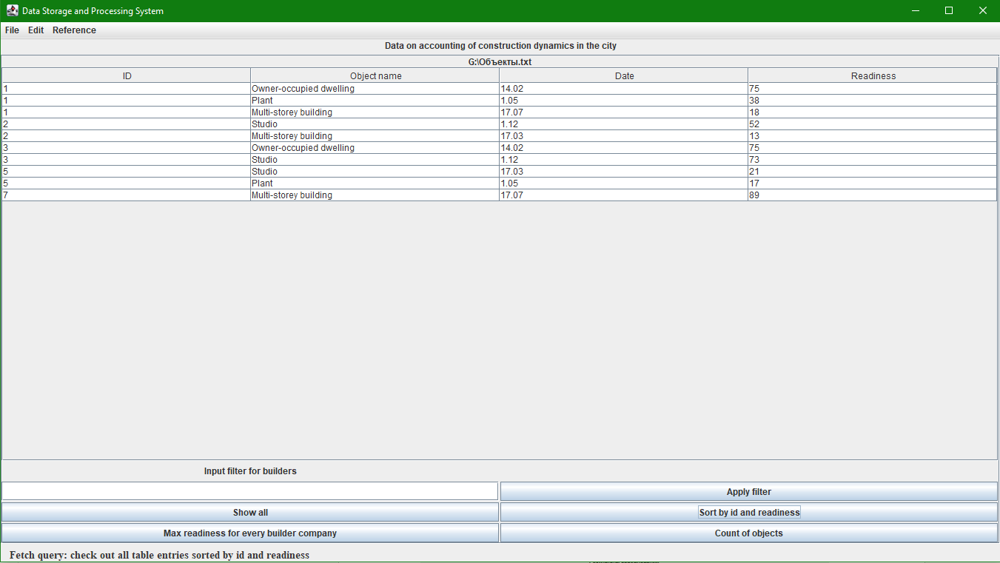 Data Storage and Processing System
File Edit Reference
Data on accounting of construction dynamics in the city
G:\Объекты.txt
ID Object name Date Readiness
1 Owner-occupied dwelling 14.02 75
1 Plant 1.05 38
1 Multi-storey building 17.07 18
2 Studio 1.12 52
2 Multi-storey building 17.03 13
3 Owner-occupied dwelling 14.02 75
3 Studio 1.12 73
5 Studio 17.03 21
5 Plant 1.05 17
7 Multi-storey building 17.07 89
Input filter for builders
Apply filter
Show all Sort by id and readiness
Max readiness for every builder company Count of objects
Fetch query: check out all table entries sorted by id and readiness